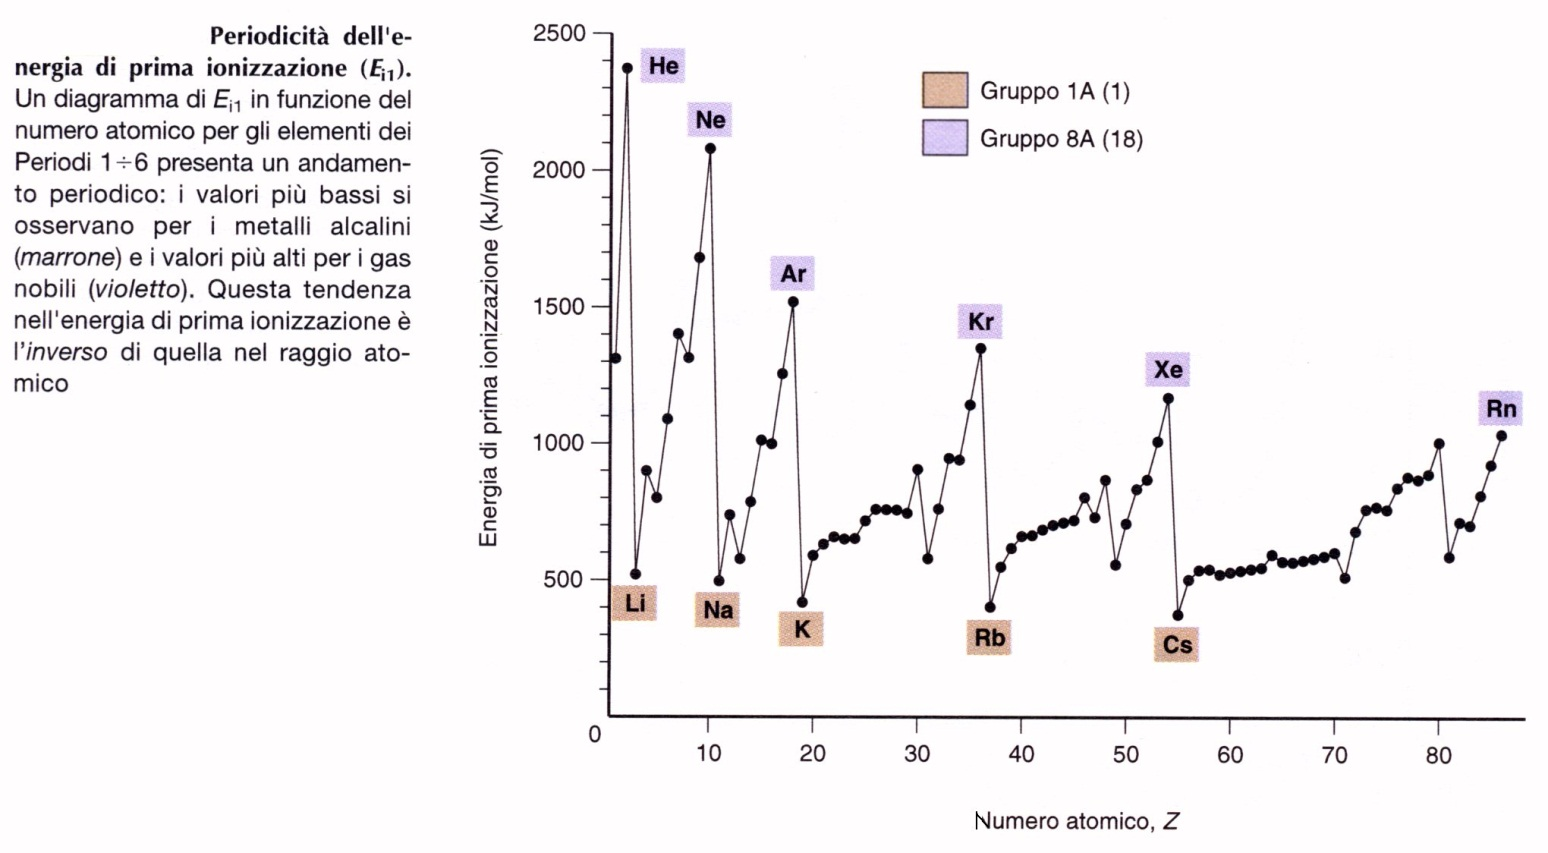 Periodicità dell'e-
nergia di prima ionizzazione (Ei1).
Un diagramma di Ei1 in funzione del
numero atomico per gli elementi dei
Periodi 1÷6 presenta un andamen-
to periodico: i valori più bassi si
osservano per i metalli alcalini
(marrone) e i valori più alti per i gas
nobili (violetto). Questa tendenza
nell'energia di prima ionizzazione è
l'inverso di quella nel raggio ato-
mico
Energia di prima ionizzazione (kJ/mol)
2500
2000
1500
1000
500
0
Gruppo 1A (1)
Gruppo 8A (18)
He
Ne
Ar
Kr
Xe
Rn
Li
Na
K
Rb
Cs
10 20 30 40 50 60 70 80
Numero atomico, Z